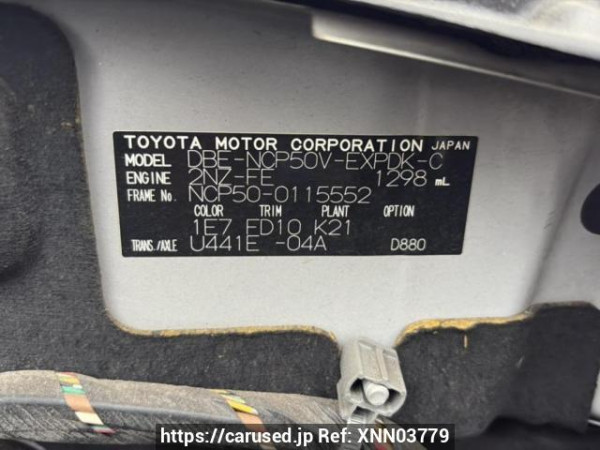 TOYOTA MOTOR CORPORATION JAPAN
MODEL DBE-NCP50V-EXPDK-C
ENGINE 2NZ-FE 1298 mL
FRAME No. NCP50-0115552
COLOR TRIM PLANT OPTION
1E7 FD10 K21
TRANS./AXLE U441E -04A D880
https://carused.jp Ref: XNN03779